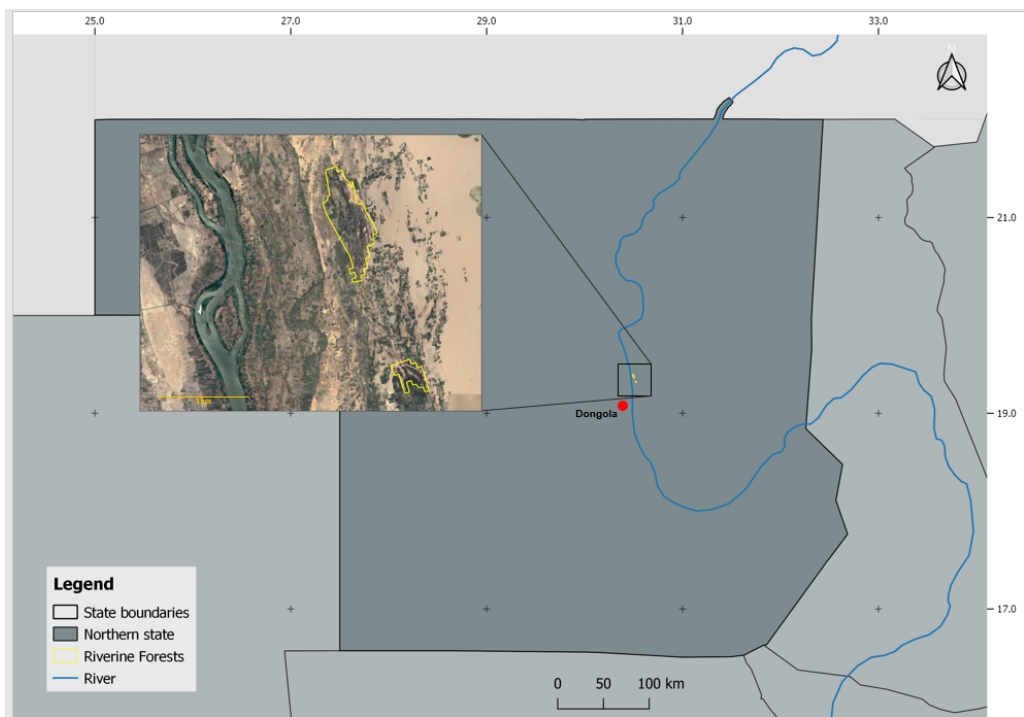 25.0 27.0 29.0 31.0 33.0
N
21.0
Dongola
19.0
17.0
Legend
State boundaries
Northern state
Riverine Forests
River
0 50 100 km